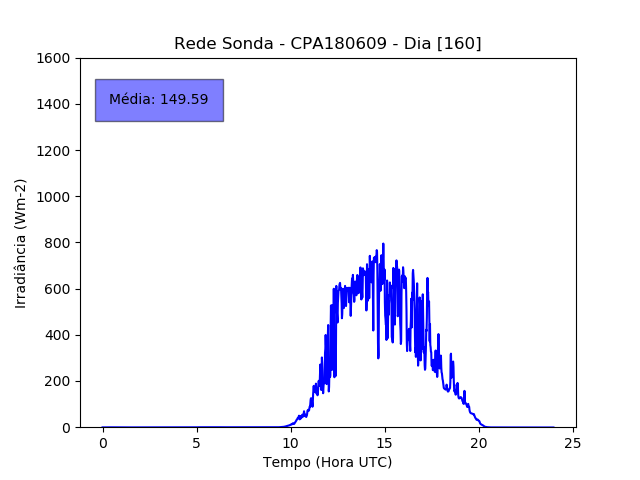 Rede Sonda - CPA180609 - Dia [160]
1600
1400
1200
1000
800
600
400
200
0
Média: 149.59
Irradiância (Wm-2)
0 5 10 15 20 25
Tempo (Hora UTC)